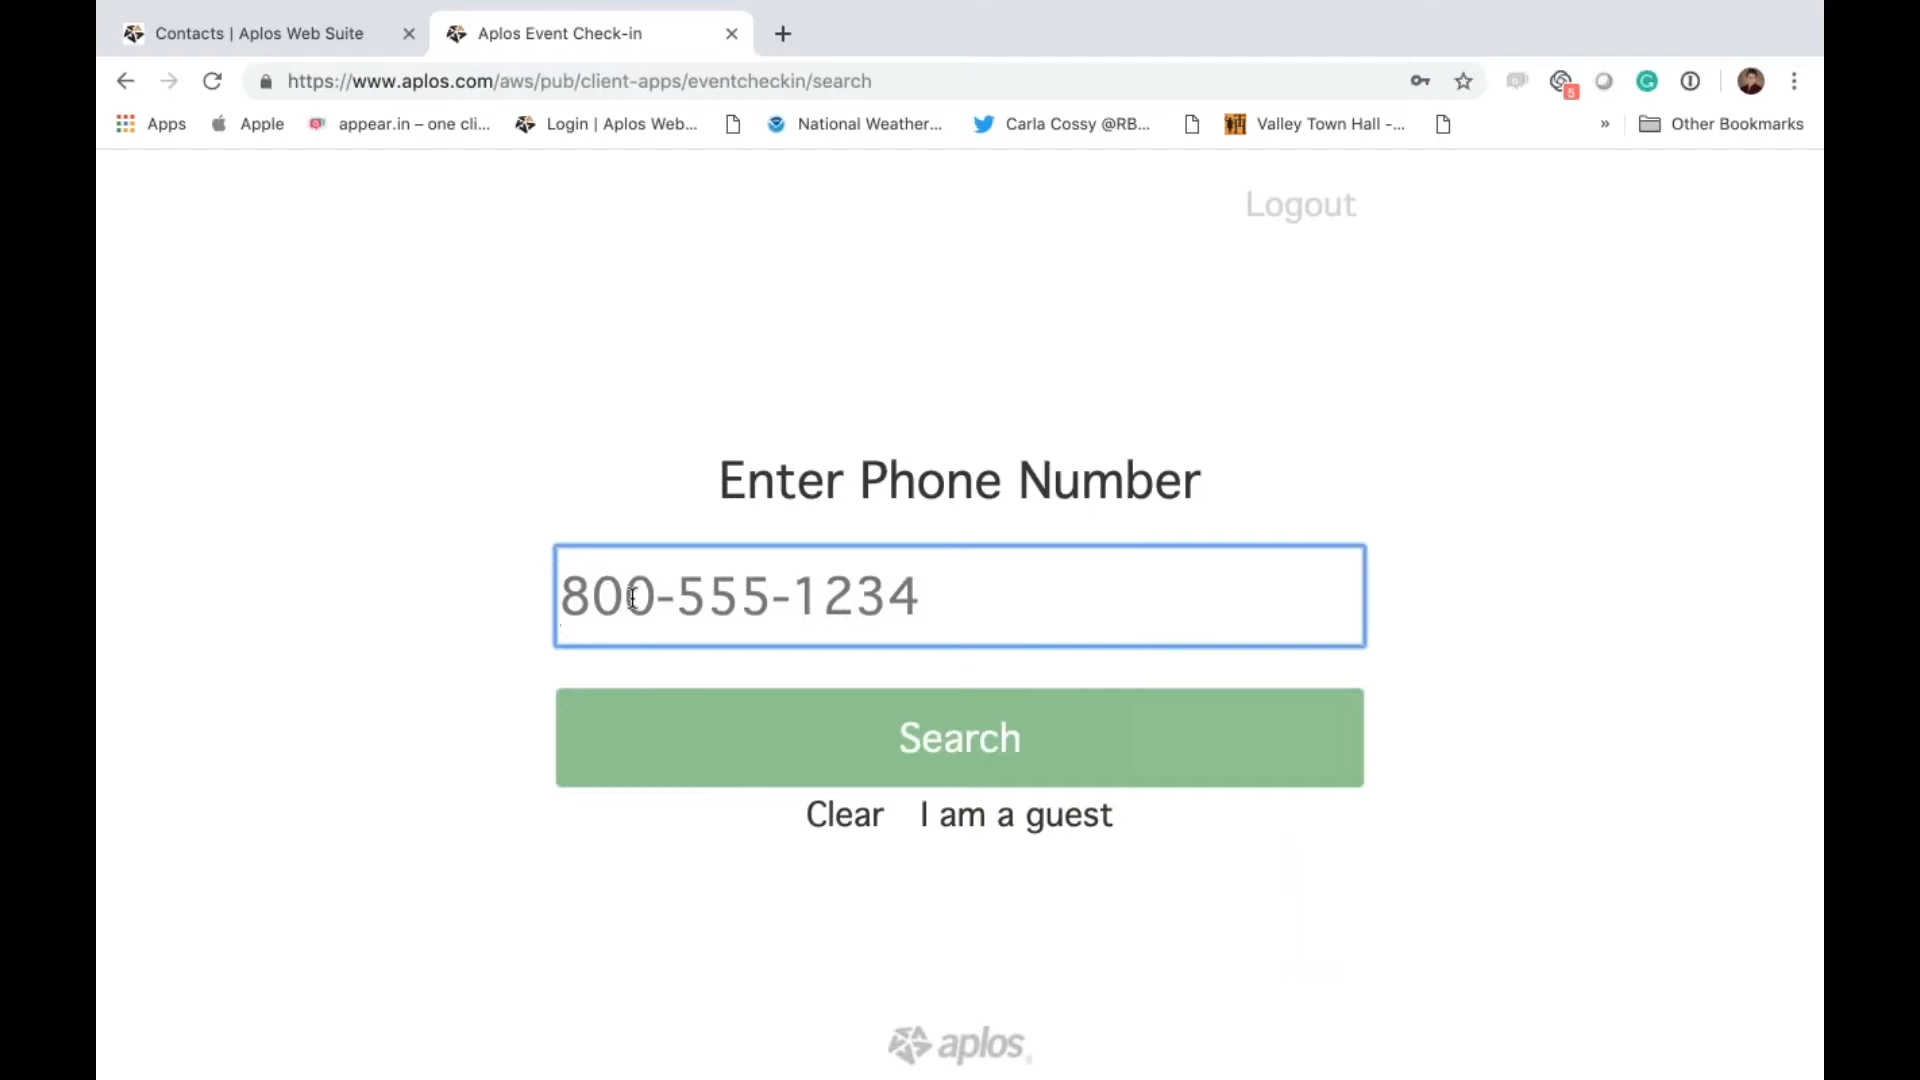 Contacts | Aplos Web Suite
Aplos Event Check-in
https://www.aplos.com/aws/pub/client-apps/eventcheckin/search
5
Apps
Apple
appear.in – one cli...
Login | Aplos Web...
National Weather...
Carla Cossy @RB...
Valley Town Hall -...
»
Other Bookmarks
Logout
Enter Phone Number
800-555-1234
Search
Clear
I am a guest
aplos